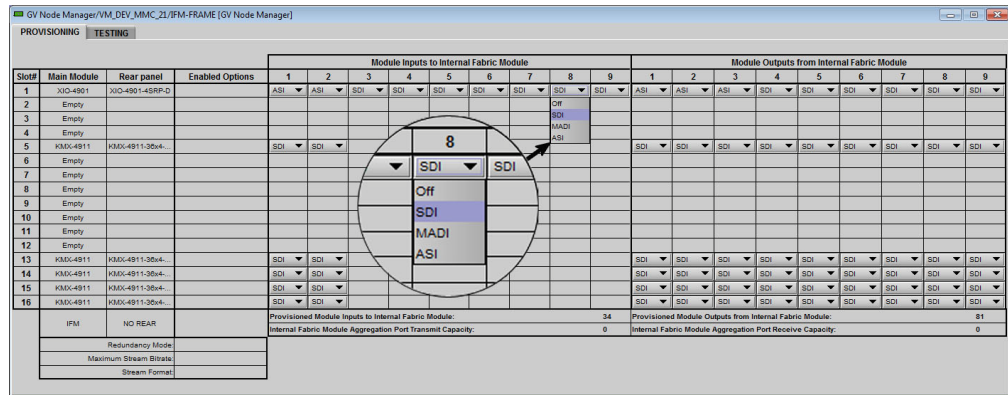 GV Node Manager/VM_DEV_MMC_21/IFM-FRAME [GV Node Manager]
PROVISIONING TESTING
Module Inputs to Internal Fabric Module Module Outputs from Internal Fabric Module
Slot# Main Module Rear panel Enabled Options 1 2 3 4 5 6 7 8 9 1 2 3 4 5 6 7 8 9
1 XIO-4901 XIO-4901-4SRP-D ASI ASI SDI SDI SDI SDI SDI SDI SDI ASI ASI ASI SDI SDI SDI SDI SDI SDI
2 Empty Off
3 Empty SDI
MADI
4 Empty ASI
5 KMX-4911 KMX-4911-36x4-... SDI SDI SDI SDI SDI SDI SDI SDI SDI SDI SDI
8
6 Empty
SDI SDI
7 Empty
8 Empty
Off
9 Empty
SDI
10 Empty
11 Empty
MADI
12 Empty
ASI
13 KMX-4911 KMX-4911-36x4-... SDI SDI SDI SDI SDI SDI SDI SDI SDI SDI SDI
14 KMX-4911 KMX-4911-36x4-... SDI SDI SDI SDI SDI SDI SDI SDI SDI SDI SDI
15 KMX-4911 KMX-4911-36x4-... SDI SDI SDI SDI SDI SDI SDI SDI SDI SDI SDI
16 KMX-4911 KMX-4911-36x4-... SDI SDI SDI SDI SDI SDI SDI SDI SDI SDI SDI
IFM NO REAR
Provisioned Module Inputs to Internal Fabric Module: 34 Provisioned Module Outputs from Internal Fabric Module: 81
Internal Fabric Module Aggregation Port Transmit Capacity: 0 Internal Fabric Module Aggregation Port Receive Capacity: 0
Redundancy Mode:
Maximum Stream Bitrate:
Stream Format: